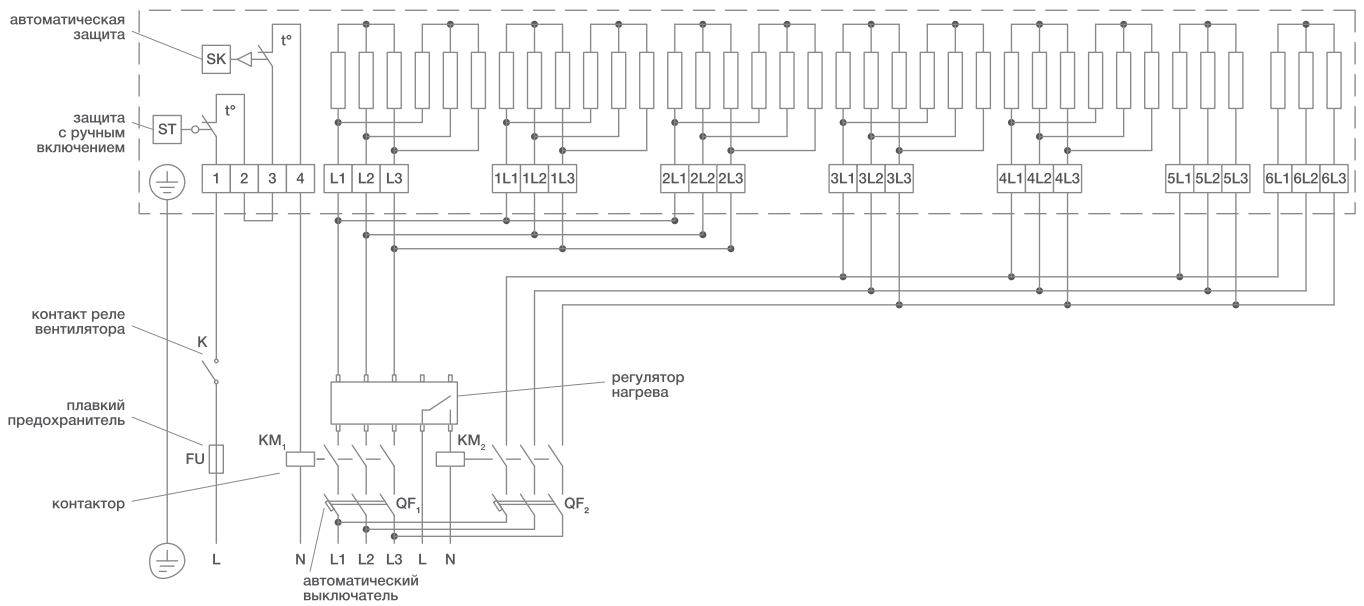 автоматическая
защита
SK
t°
защита
с ручным
включением
ST
t°
1 2 3 4 L1 L2 L3 1L1 1L2 1L3 2L1 2L2 2L3 3L1 3L2 3L3 4L1 4L2 4L3 5L1 5L2 5L3 6L1 6L2 6L3
контакт реле
вентилятора
K
регулятор
нагрева
плавкий
предохранитель
FU
KM₁
KM₂
контактор
QF₁
QF₂
L N L1 L2 L3 L N
автоматический
выключатель